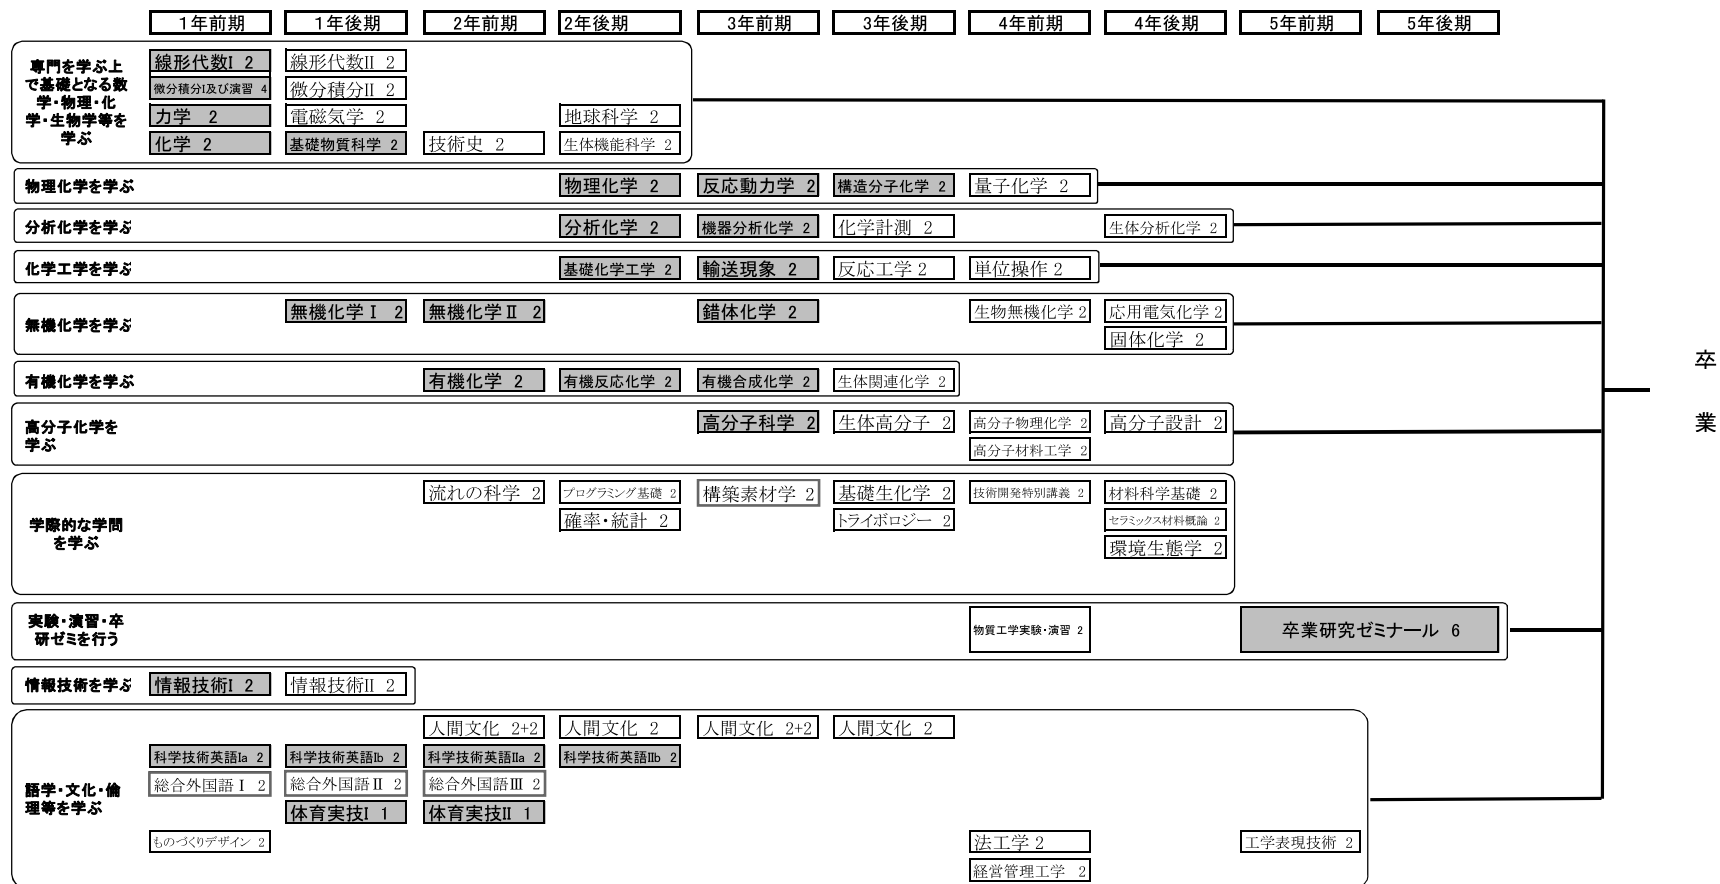 1年前期 1年後期 2年前期 2年後期 3年前期 3年後期 4年前期 4年後期 5年前期 5年後期
専門を学ぶ上
で基礎となる数
学・物理・化
学・生物学等を
学ぶ
線形代数I 2 線形代数II 2
微分積分I及び演習 4 微分積分II 2
力学 2 電磁気学 2 地球科学 2
化学 2 基礎物質科学 2 技術史 2 生体機能科学 2
物理化学を学ぶ 物理化学 2 反応動力学 2 構造分子化学 2 量子化学 2
分析化学を学ぶ 分析化学 2 機器分析化学 2 化学計測 2 生体分析化学 2
化学工学を学ぶ 基礎化学工学 2 輸送現象 2 反応工学 2 単位操作 2
無機化学を学ぶ 無機化学Ⅰ 2 無機化学Ⅱ 2 錯体化学 2 生物無機化学 2 応用電気化学 2
固体化学 2
有機化学を学ぶ 有機化学 2 有機反応化学 2 有機合成化学 2 生体関連化学 2
高分子化学を
学ぶ
高分子科学 2 生体高分子 2 高分子物理化学 2 高分子設計 2
高分子材料工学 2
学際的な学問
を学ぶ
流れの科学 2 プログラミング基礎 2 構築素材学 2 基礎生化学 2 技術開発特別講義 2 材料科学基礎 2
確率・統計 2 トライボロジー 2 セラミックス材料概論 2
環境生態学 2
実験・演習・卒
研ゼミを行う
物質工学実験・演習 2 卒業研究ゼミナール 6
情報技術を学ぶ 情報技術I 2 情報技術II 2
語学・文化・倫
理等を学ぶ
人間文化 2+2 人間文化 2 人間文化 2+2 人間文化 2
科学技術英語Ia 2 科学技術英語Ib 2 科学技術英語IIa 2 科学技術英語IIb 2
総合外国語Ⅰ 2 総合外国語Ⅱ 2 総合外国語Ⅲ 2
体育実技I 1 体育実技II 1
ものづくりデザイン 2 法工学 2 工学表現技術 2
経営管理工学 2
卒
業